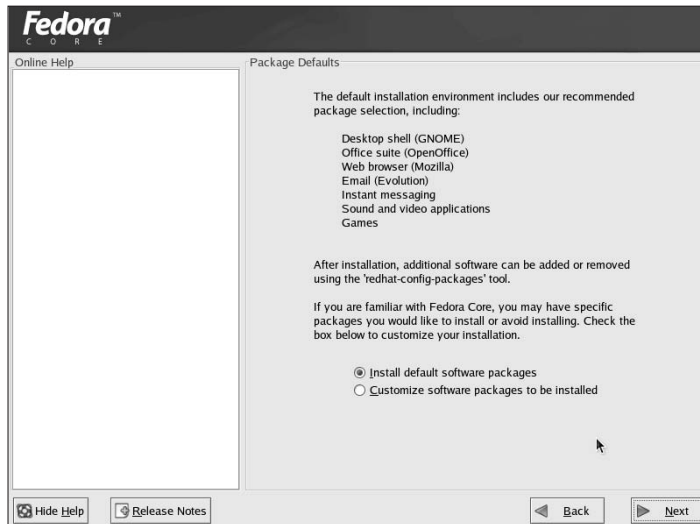 Fedora™
CORE
Online Help
Package Defaults
The default installation environment includes our recommended
package selection, including:
Desktop shell (GNOME)
Office suite (OpenOffice)
Web browser (Mozilla)
Email (Evolution)
Instant messaging
Sound and video applications
Games
After installation, additional software can be added or removed
using the 'redhat-config-packages' tool.
If you are familiar with Fedora Core, you may have specific
packages you would like to install or avoid installing. Check the
box below to customize your installation.
Install default software packages
Customize software packages to be installed
Hide Help
Release Notes
Back
Next